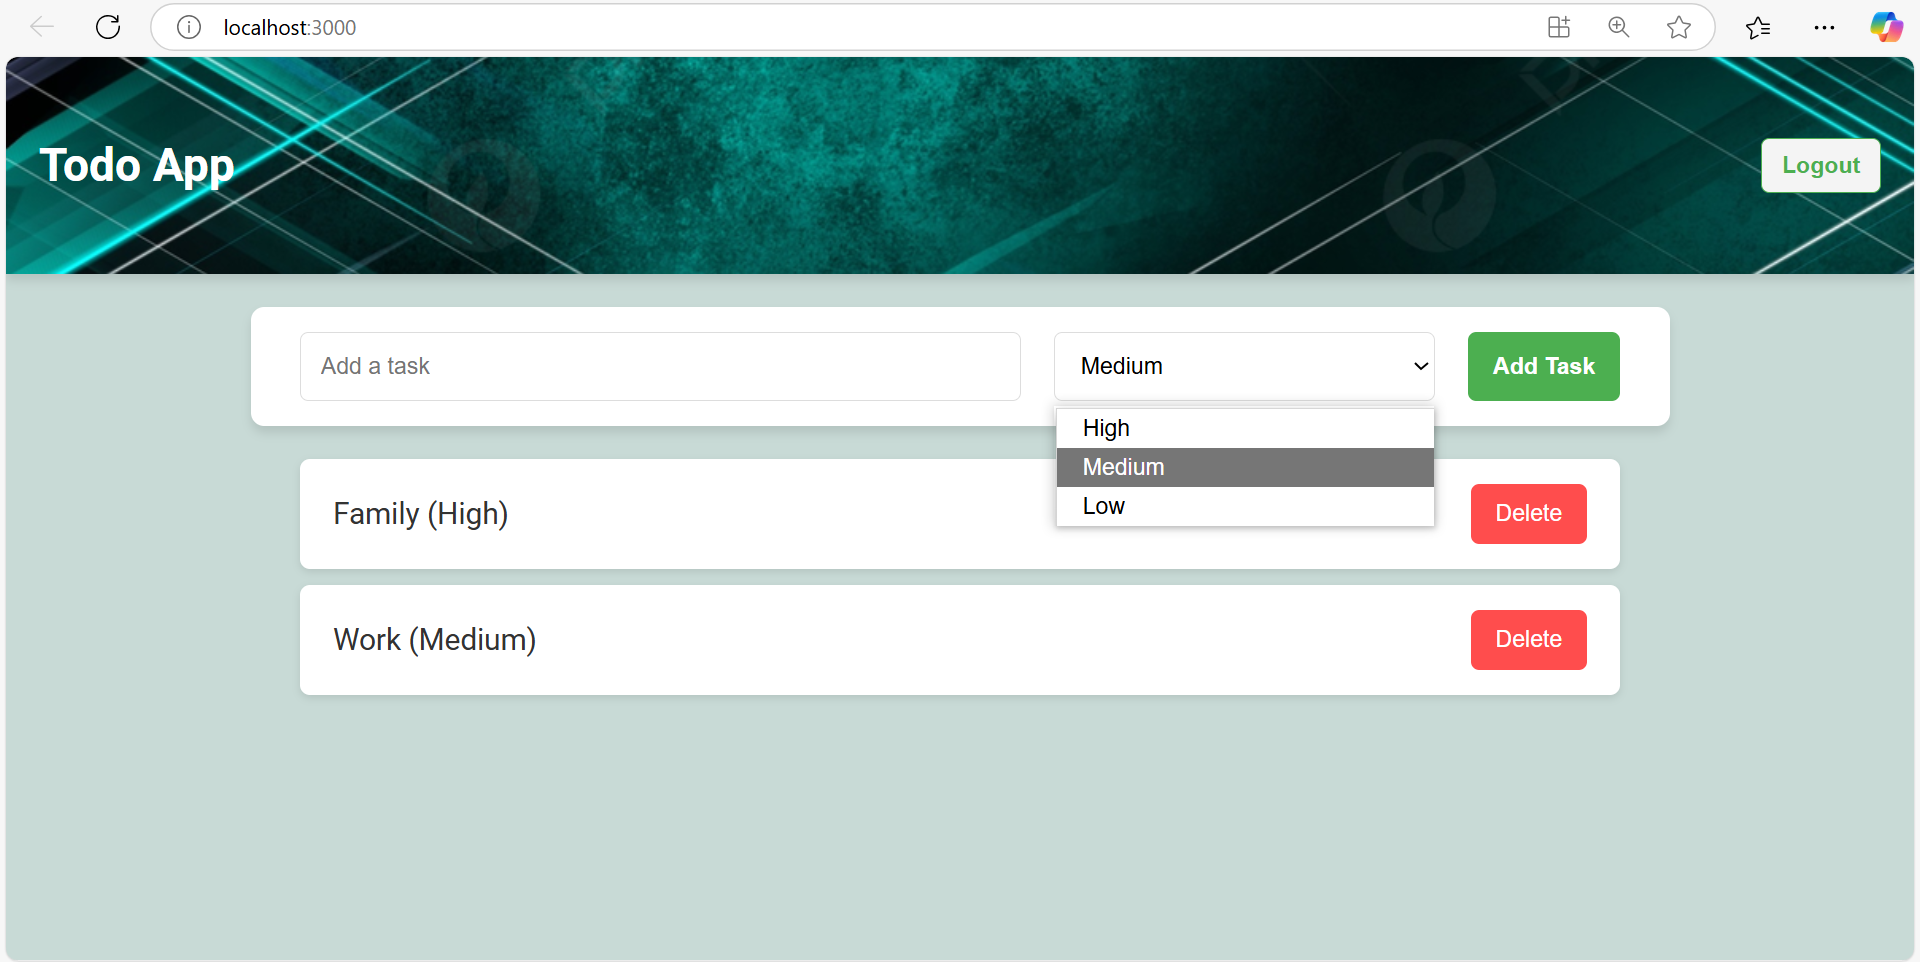 localhost:3000
Todo App
Logout
Add a task
Medium
Add Task
High
Medium
Low
Family (High)
Delete
Work (Medium)
Delete